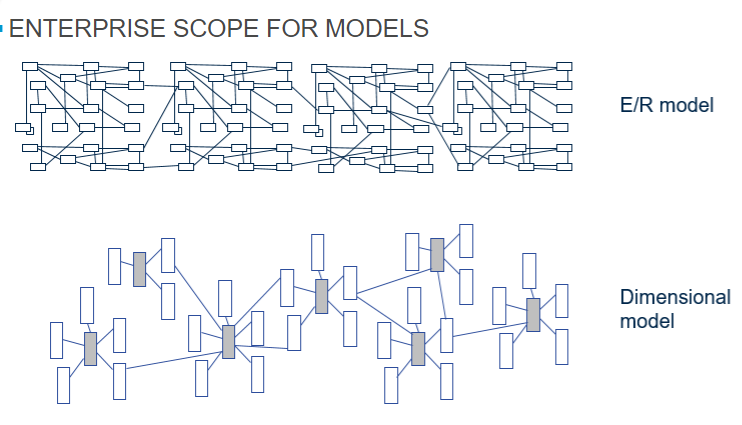 ENTERPRISE SCOPE FOR MODELS
E/R model
Dimensional
model